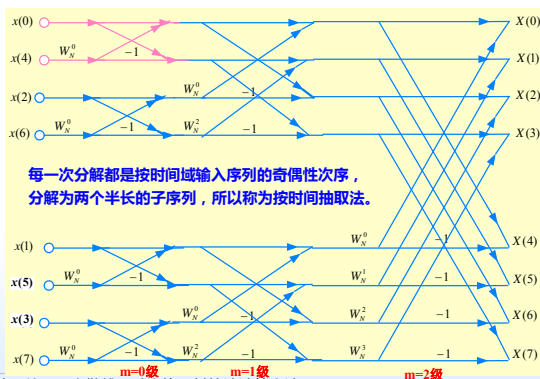 x(0) X(0)
x(4) W_N^0 −1 X(1)
x(2) W_N^0 −1 X(2)
x(6) W_N^0 −1 W_N^2 −1 X(3)
每一次分解都是按时间域输入序列的奇偶性次序，
分解为两个半长的子序列，所以称为按时间抽取法。
x(1) W_N^0 −1 X(4)
x(5) W_N^0 −1 W_N^1 X(5)
x(3) W_N^0 −1 W_N^2 X(6)
x(7) W_N^0 −1 W_N^2 −1 W_N^3 −1 X(7)
m=0级 m=1级 m=2级